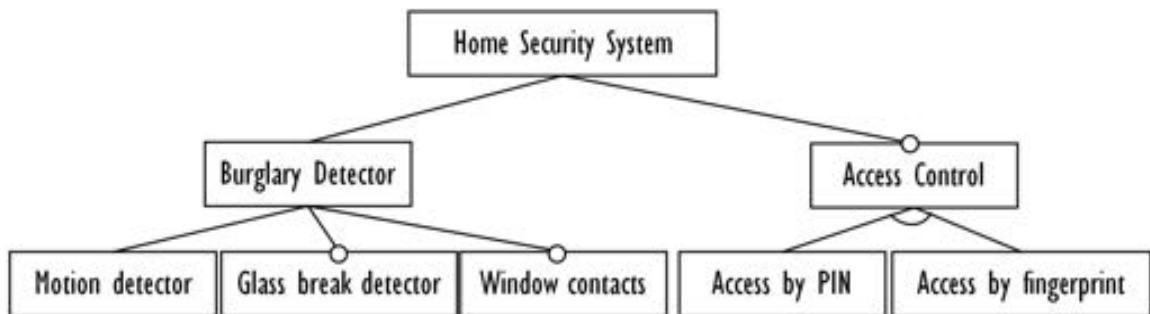 Home Security System
Burglary Detector
Access Control
Motion detector
Glass break detector
Window contacts
Access by PIN
Access by fingerprint